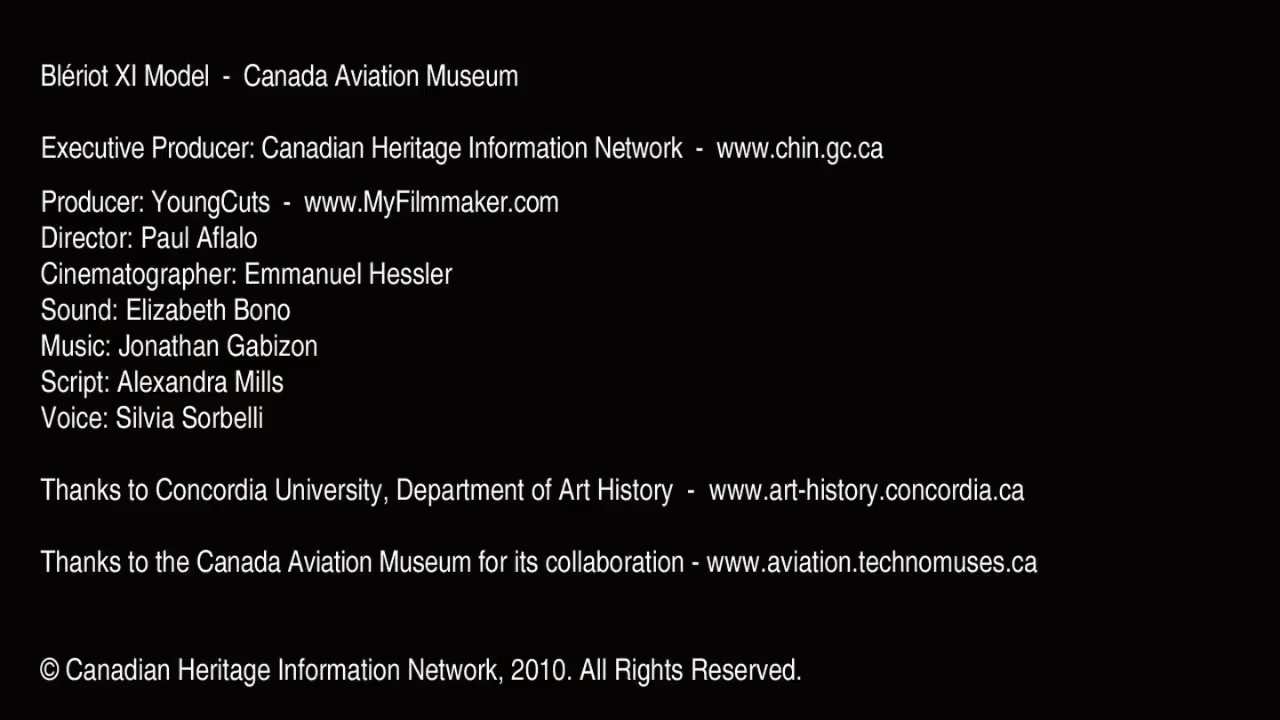 Blériot XI Model - Canada Aviation Museum
Executive Producer: Canadian Heritage Information Network - www.chin.gc.ca
Producer: YoungCuts - www.MyFilmmaker.com
Director: Paul Aflalo
Cinematographer: Emmanuel Hessler
Sound: Elizabeth Bono
Music: Jonathan Gabizon
Script: Alexandra Mills
Voice: Silvia Sorbelli
Thanks to Concordia University, Department of Art History - www.art-history.concordia.ca
Thanks to the Canada Aviation Museum for its collaboration - www.aviation.technomuses.ca
© Canadian Heritage Information Network, 2010. All Rights Reserved.